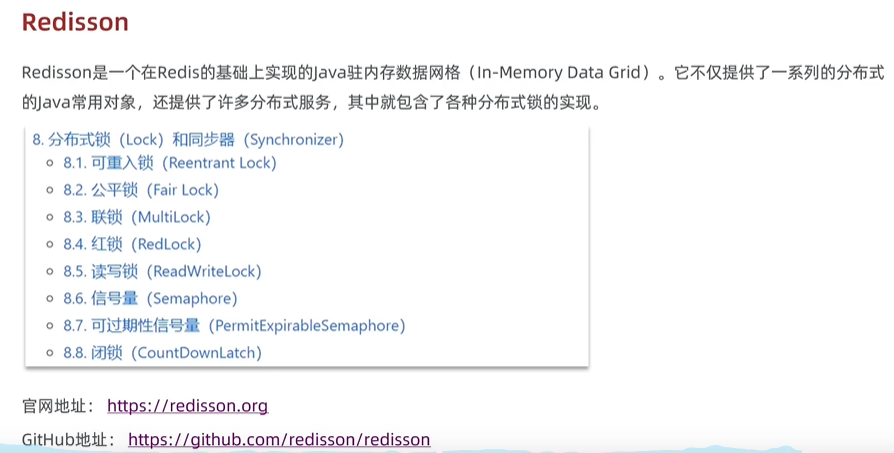 Redisson
Redisson是一个在Redis的基础上实现的Java驻内存数据网格（In-Memory Data Grid）。它不仅提供了一系列的分布式
的Java常用对象，还提供了许多分布式服务，其中就包含了各种分布式锁的实现。
8. 分布式锁（Lock）和同步器（Synchronizer）
8.1. 可重入锁（Reentrant Lock）
8.2. 公平锁（Fair Lock）
8.3. 联锁（MultiLock）
8.4. 红锁（RedLock）
8.5. 读写锁（ReadWriteLock）
8.6. 信号量（Semaphore）
8.7. 可过期性信号量（PermitExpirableSemaphore）
8.8. 闭锁（CountDownLatch）
官网地址： https://redisson.org
GitHub地址： https://github.com/redisson/redisson